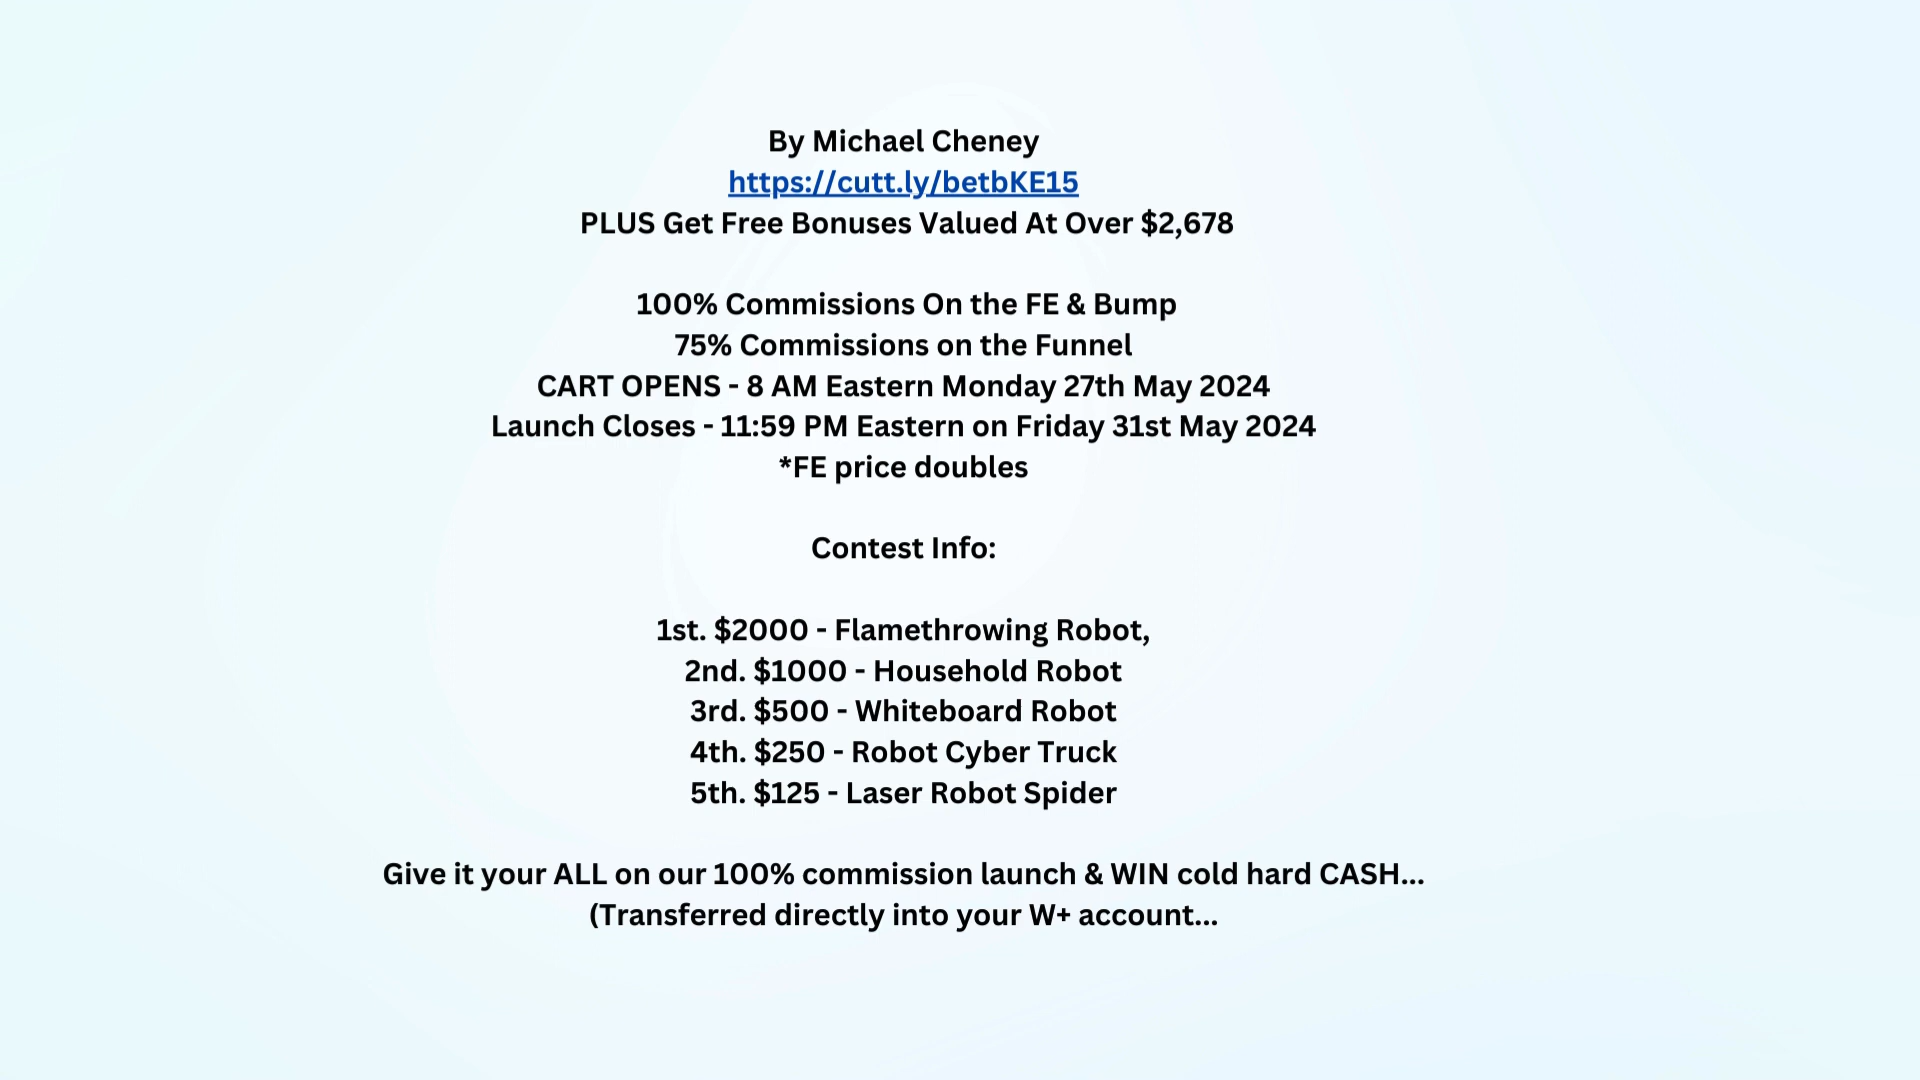 By Michael Cheney
https://cutt.ly/betbKE15
PLUS Get Free Bonuses Valued At Over $2,678
100% Commissions On the FE & Bump
75% Commissions on the Funnel
CART OPENS - 8 AM Eastern Monday 27th May 2024
Launch Closes - 11:59 PM Eastern on Friday 31st May 2024
*FE price doubles
Contest Info:
1st. $2000 - Flamethrowing Robot,
2nd. $1000 - Household Robot
3rd. $500 - Whiteboard Robot
4th. $250 - Robot Cyber Truck
5th. $125 - Laser Robot Spider
Give it your ALL on our 100% commission launch & WIN cold hard CASH...
(Transferred directly into your W+ account...